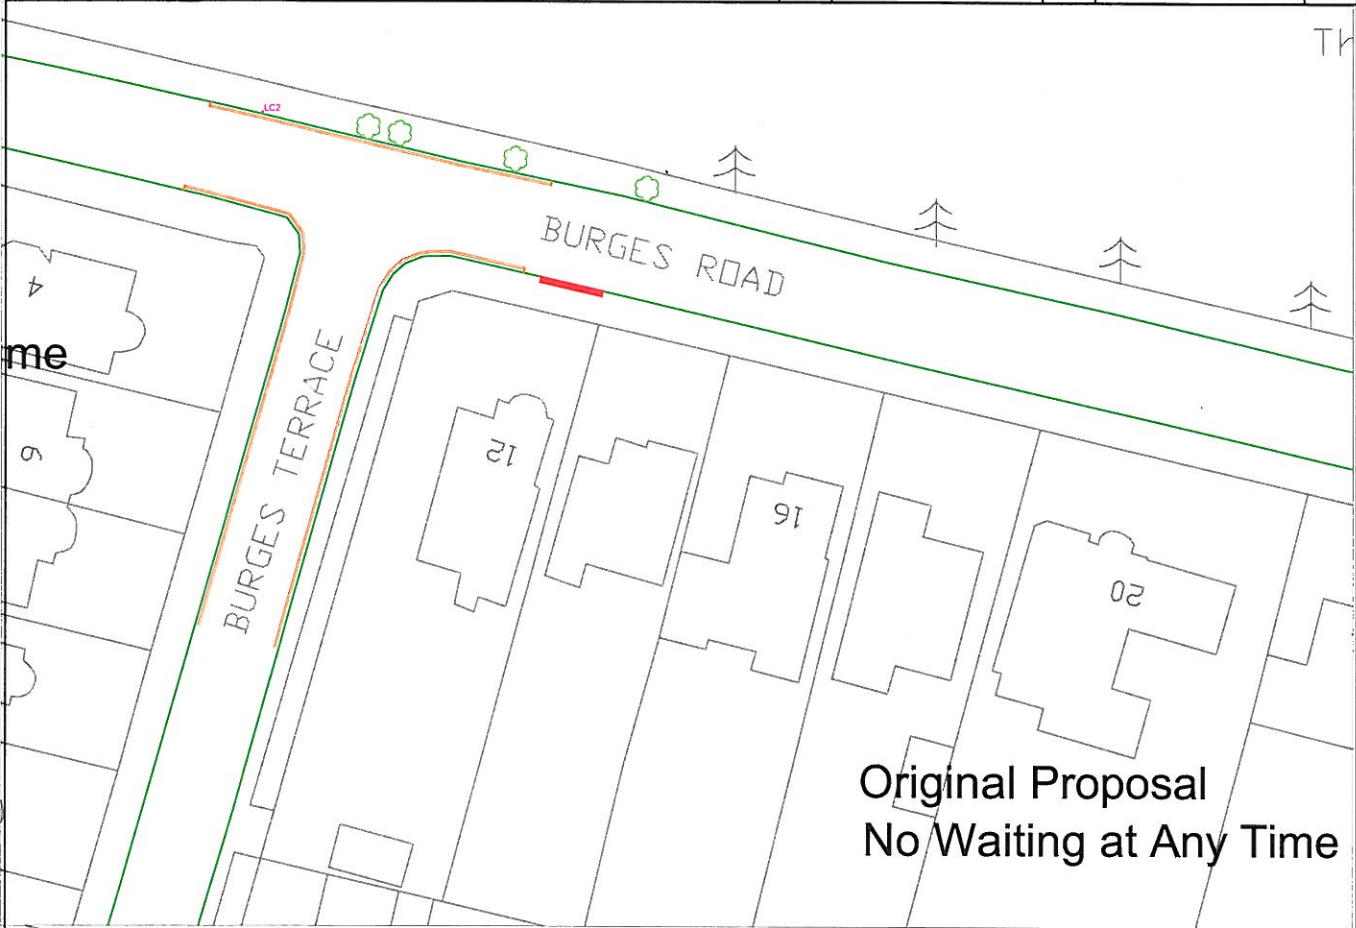 Th
LC2
BURGES ROAD
4
me
BURGES TERRACE
12
6
16
20
Original Proposal
No Waiting at Any Time